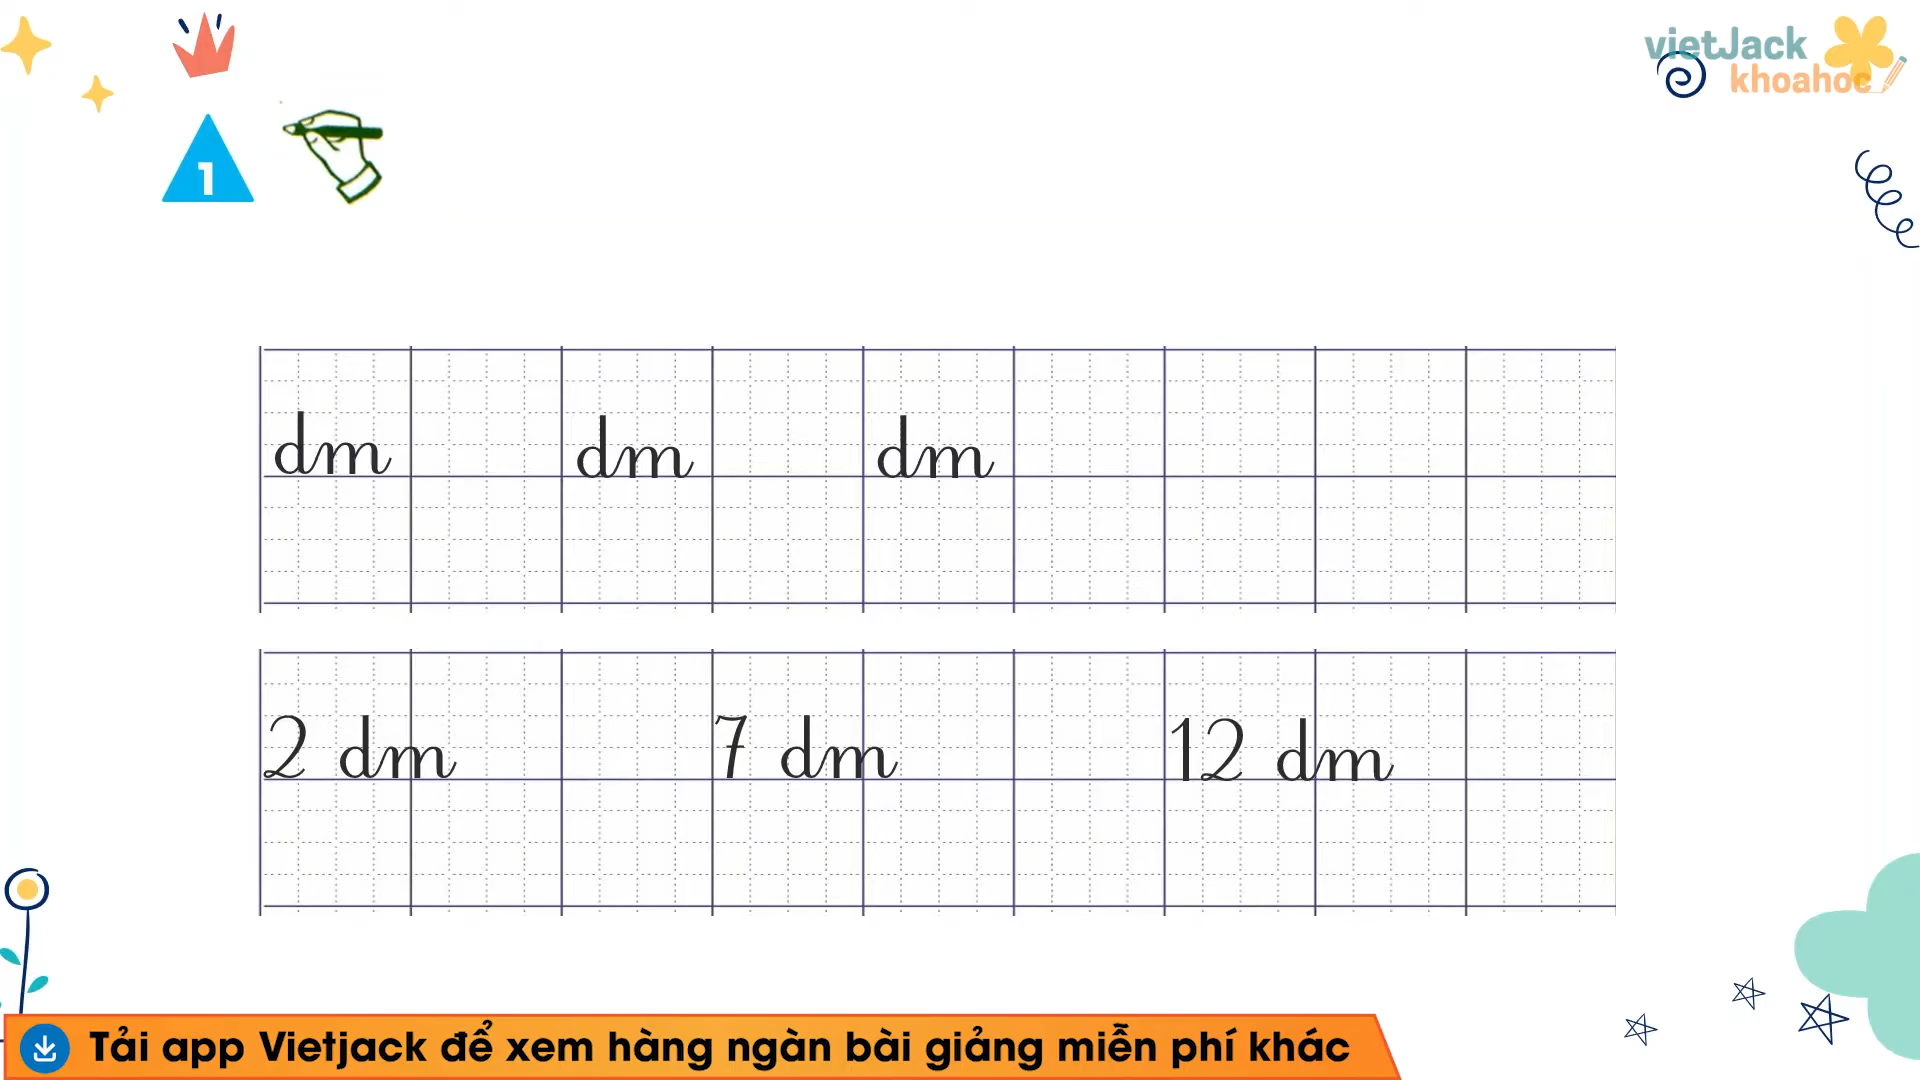 vietJack
khoahoc
1
dm dm dm
2 dm 7 dm 12 dm
Tải app Vietjack để xem hàng ngàn bài giảng miễn phí khác